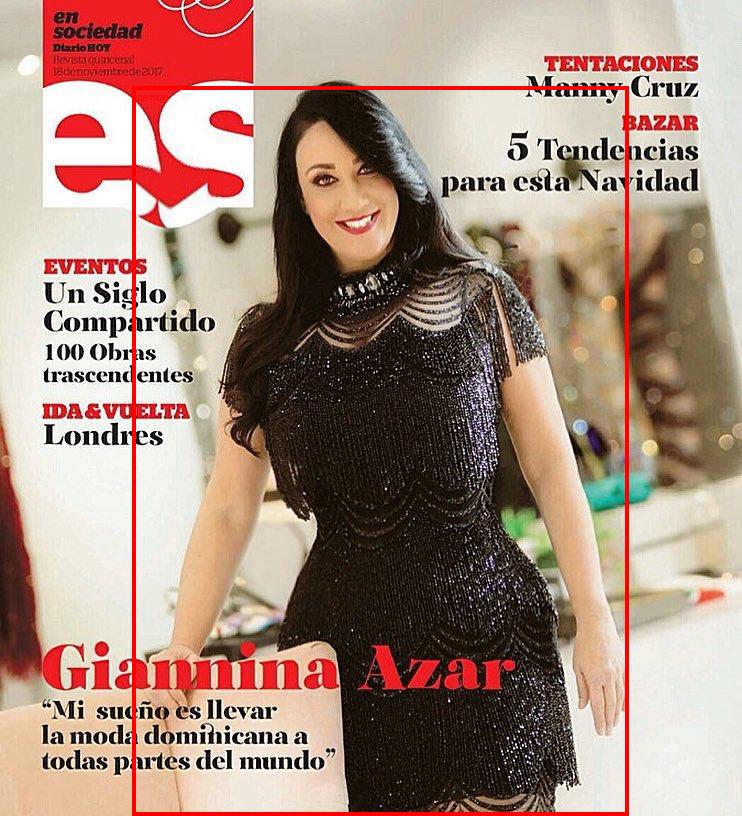 en
sociedad
Diario HOY
Revista quincenal
18 de noviembre de 2017
es
TENTACIONES
Manny Cruz
BAZAR
5 Tendencias
para esta Navidad
EVENTOS
Un Siglo
Compartido
100 Obras
trascendentes
IDA & VUELTA
Londres
Giannina Azar
“Mi sueño es llevar
la moda dominicana a
todas partes del mundo”